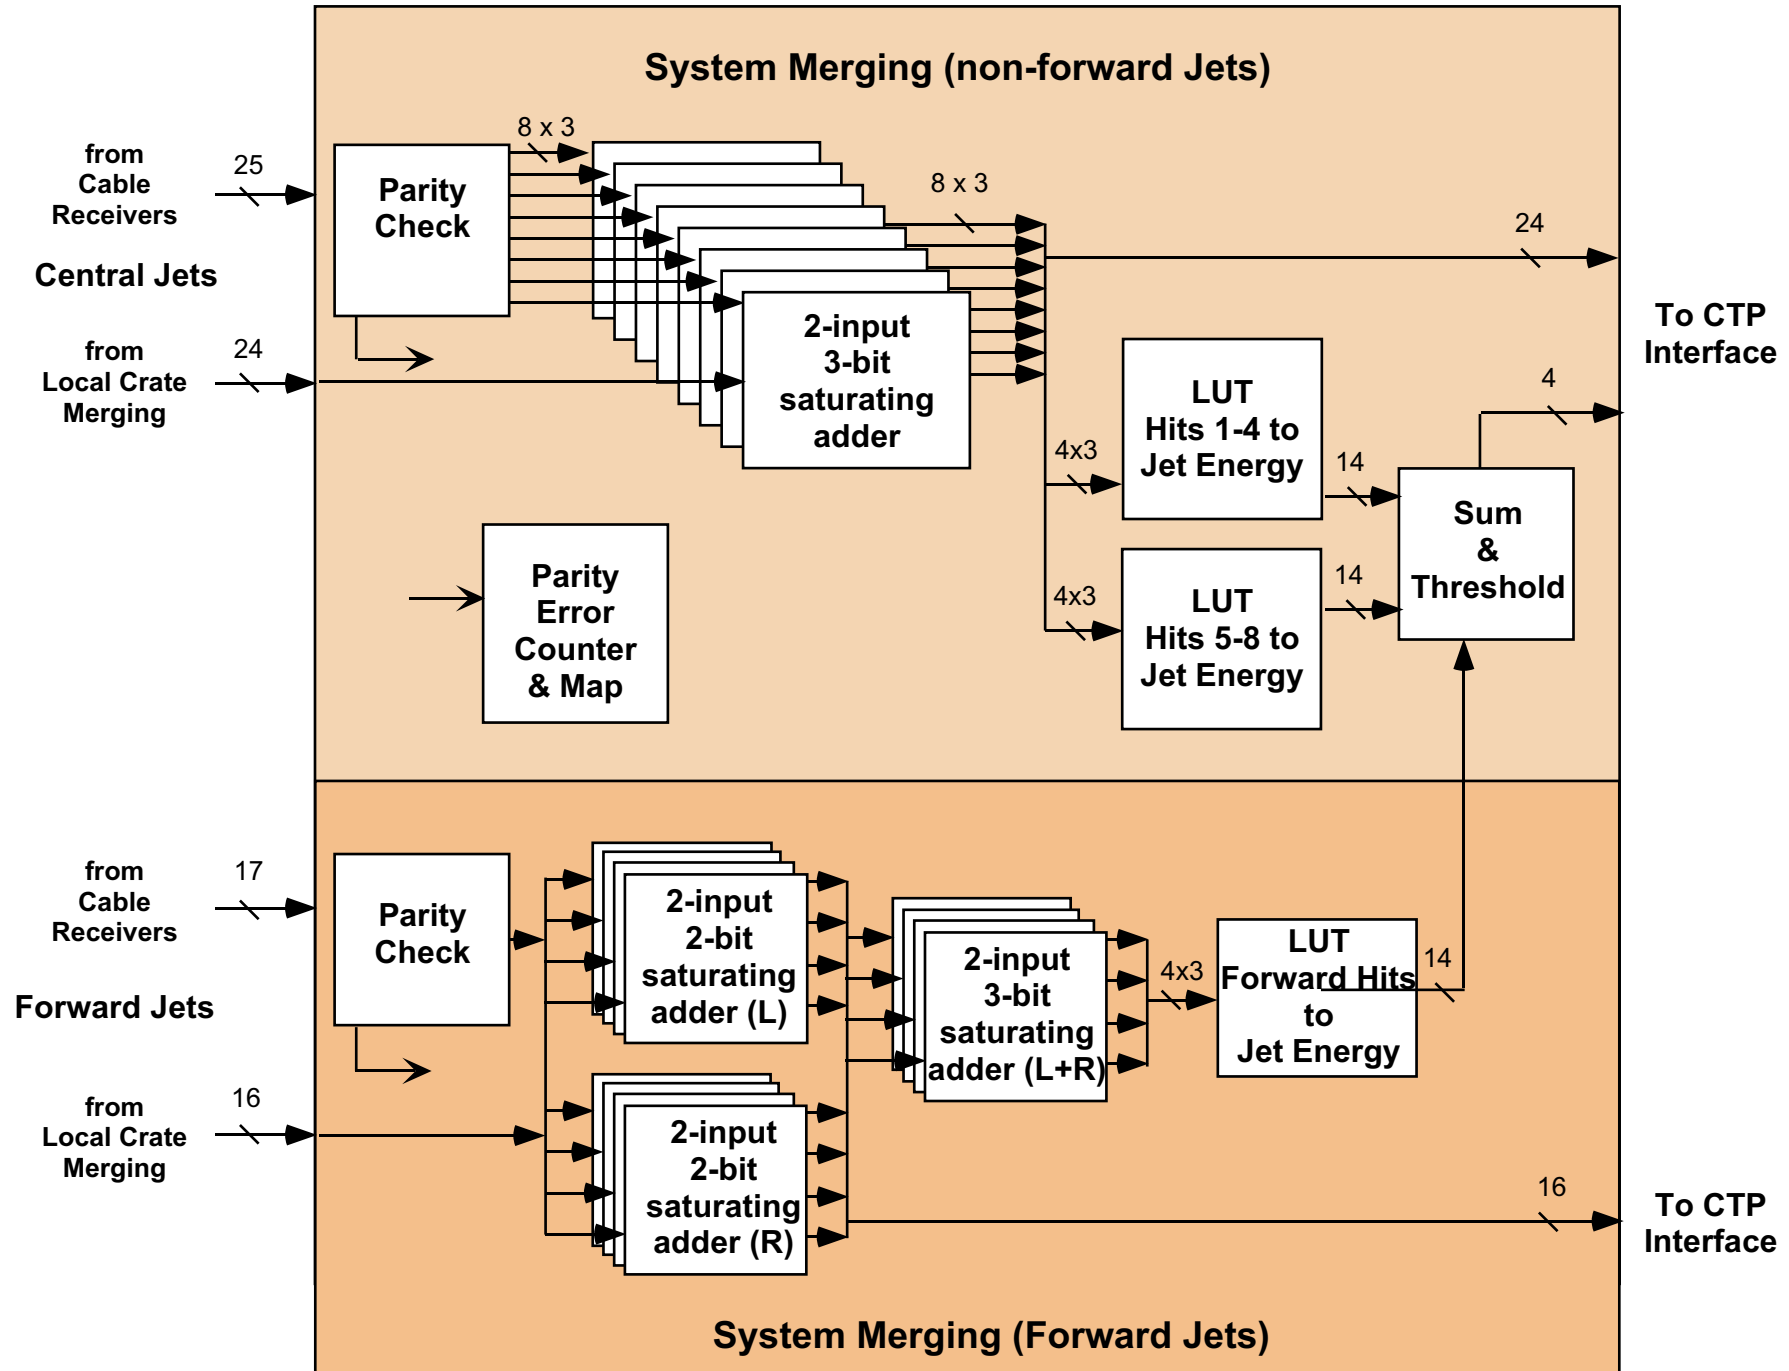 System Merging (non-forward Jets)
from
Cable
Receivers
25
Central Jets
from
Local Crate
Merging
24
Parity
Check
8 x 3
2-input
3-bit
saturating
adder
8 x 3
24
To CTP
Interface
4
LUT
Hits 1-4 to
Jet Energy
4x3
14
Sum
&
Threshold
LUT
Hits 5-8 to
Jet Energy
4x3
14
Parity
Error
Counter
& Map
from
Cable
Receivers
17
Forward Jets
from
Local Crate
Merging
16
Parity
Check
2-input
2-bit
saturating
adder (L)
2-input
2-bit
saturating
adder (R)
2-input
3-bit
saturating
adder (L+R)
4x3
LUT
Forward Hits
to
Jet Energy
14
16
To CTP
Interface
System Merging (Forward Jets)